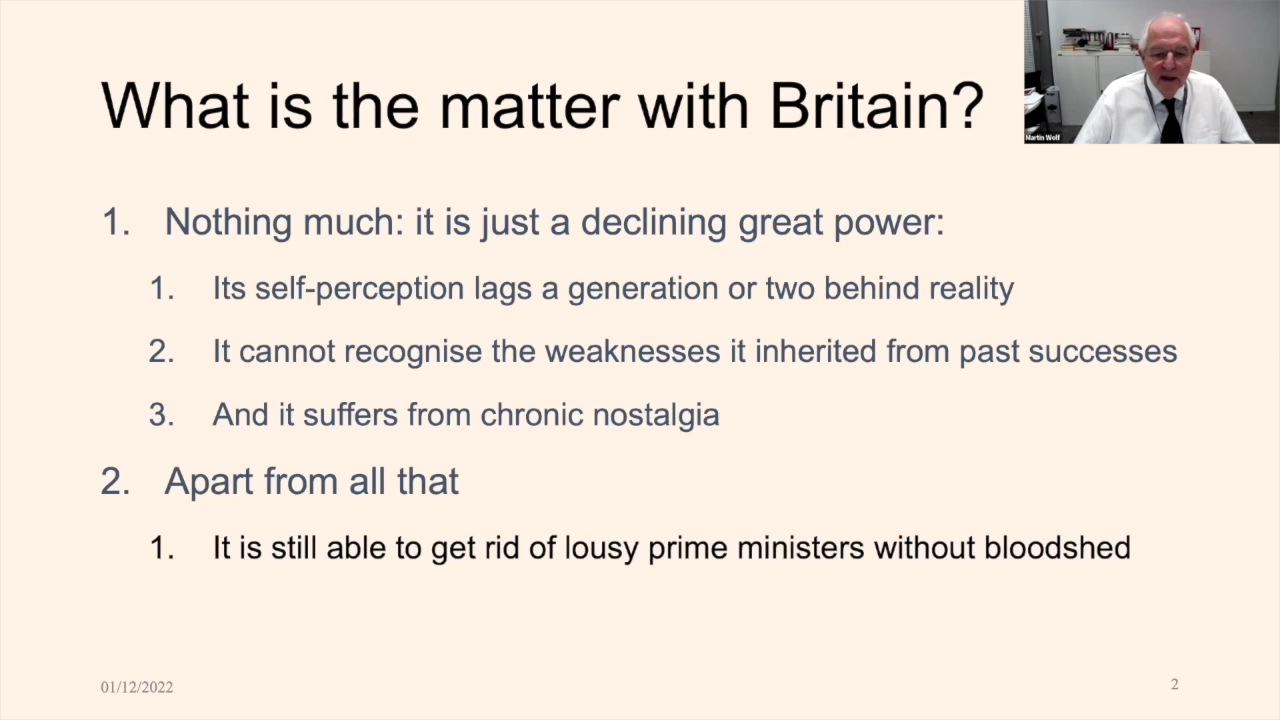 What is the matter with Britain?
Martin Wolf
1. Nothing much: it is just a declining great power:
1. Its self-perception lags a generation or two behind reality
2. It cannot recognise the weaknesses it inherited from past successes
3. And it suffers from chronic nostalgia
2. Apart from all that
1. It is still able to get rid of lousy prime ministers without bloodshed
01/12/2022
2